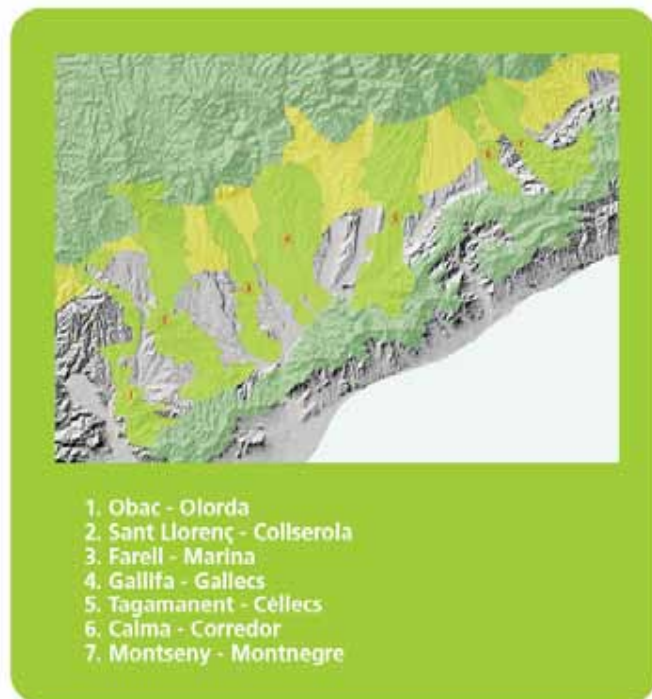 1. Obac - Olorda
2. Sant Llorenç - Collserola
3. Farell - Marina
4. Gallifa - Gallecs
5. Tagamanent - Cèllecs
6. Calma - Corredor
7. Montseny - Montnegre